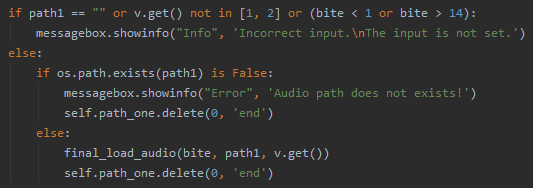 if path1 == "" or v.get() not in [1, 2] or (bite < 1 or bite > 14):
    messagebox.showinfo("Info", 'Incorrect input.\nThe input is not set.')
else:
    if os.path.exists(path1) is False:
        messagebox.showinfo("Error", 'Audio path does not exists!')
        self.path_one.delete(0, 'end')
    else:
        final_load_audio(bite, path1, v.get())
        self.path_one.delete(0, 'end')